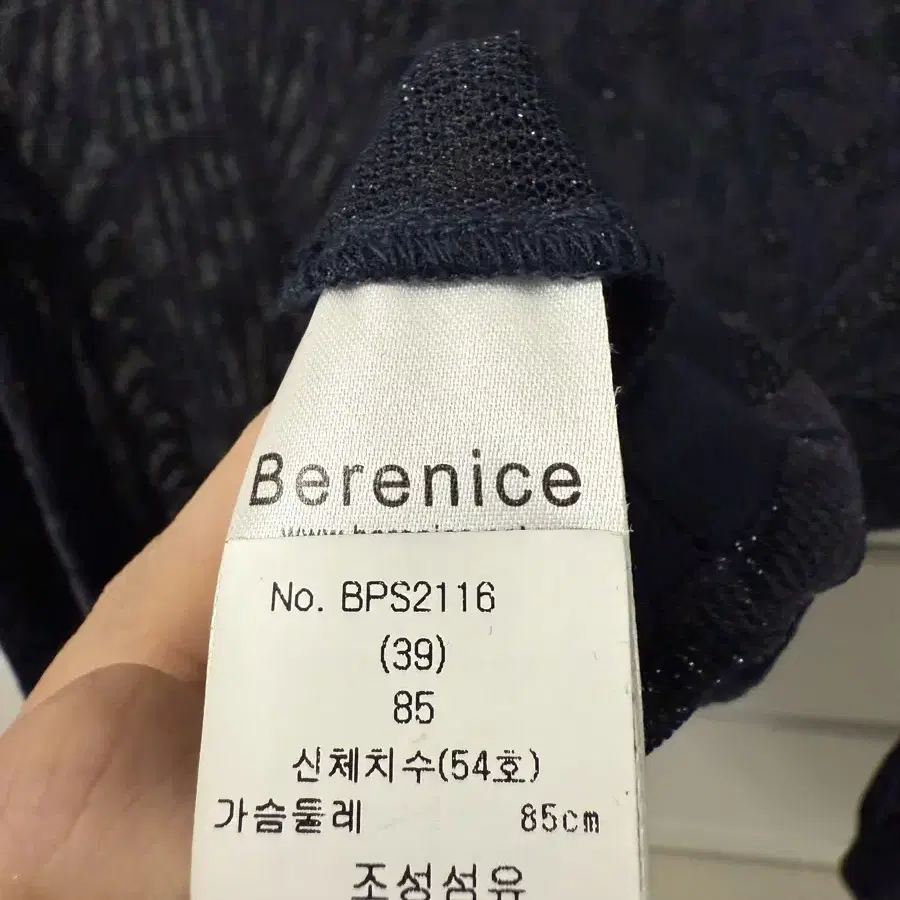 Berenice
No. BPS2116
(39)
85
신체치수(54호)
가슴둘레 85cm
조성섬유